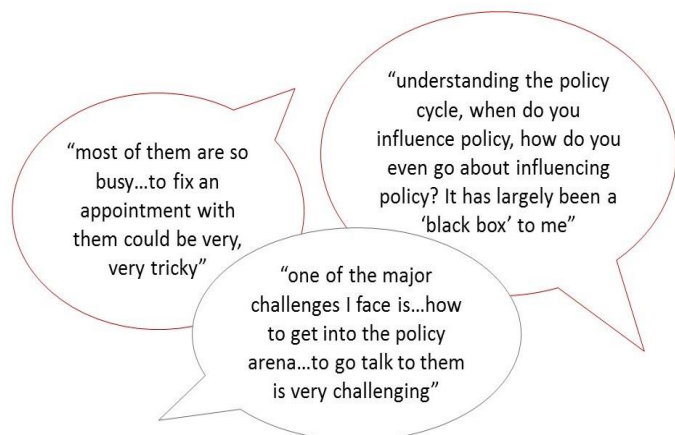 “most of them are so
busy...to fix an
appointment with
them could be very,
very tricky”
“understanding the policy
cycle, when do you
influence policy, how do you
even go about influencing
policy? It has largely been a
‘black box’ to me”
“one of the major
challenges I face is...how
to get into the policy
arena...to go talk to them
is very challenging”